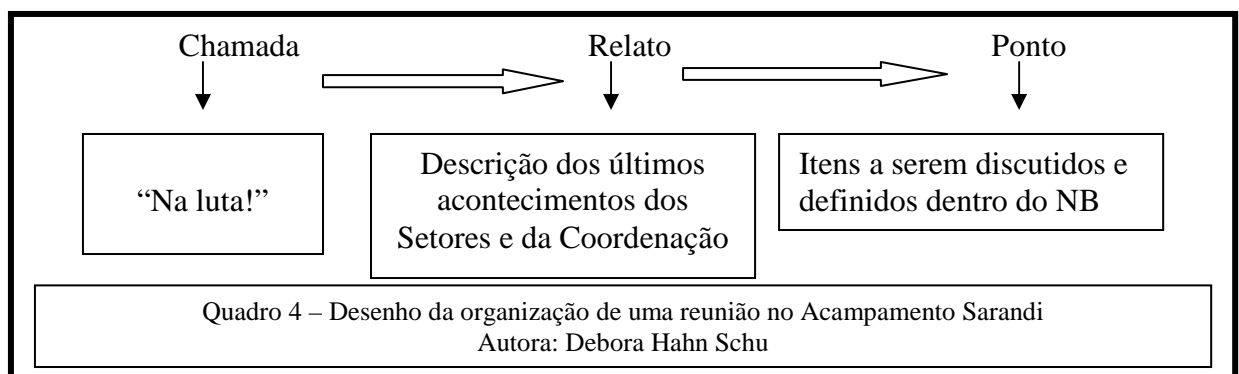 Chamada
Relato
Ponto
“Na luta!”
Descrição dos últimos
acontecimentos dos
Setores e da Coordenação
Itens a serem discutidos e
definidos dentro do NB
Quadro 4 – Desenho da organização de uma reunião no Acampamento Sarandi
Autora: Debora Hahn Schu